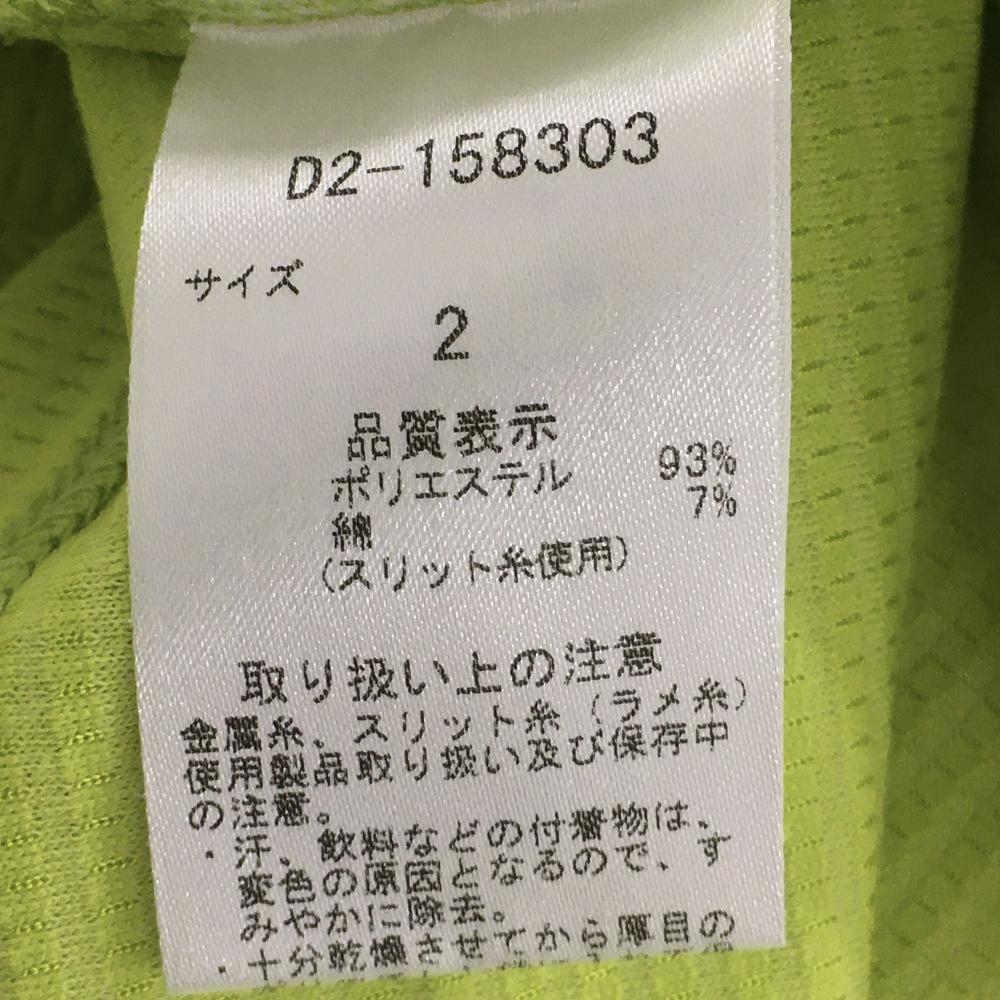 D2-158303
サイズ
2
品質表示
ポリエステル 93%
綿 7%
(スリット糸使用)
取り扱い上の注意
金属糸、スリット糸(ラメ糸)
使用製品取り扱い及び保存中
の注意。
・汗、飲料などの付着物は、
変色の原因となるので、す
みやかに除去。
・十分乾燥させてから厚目の